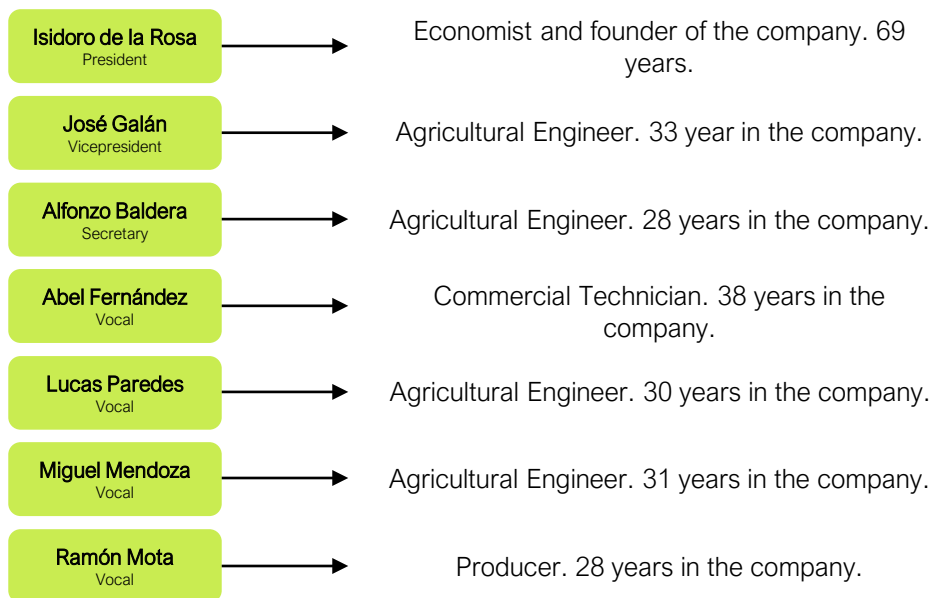 Isidoro de la Rosa
President
Economist and founder of the company. 69
years.
José Galán
Vicepresident
Agricultural Engineer. 33 year in the company.
Alfonzo Baldera
Secretary
Agricultural Engineer. 28 years in the company.
Abel Fernández
Vocal
Commercial Technician. 38 years in the
company.
Lucas Paredes
Vocal
Agricultural Engineer. 30 years in the company.
Miguel Mendoza
Vocal
Agricultural Engineer. 31 years in the company.
Ramón Mota
Vocal
Producer. 28 years in the company.